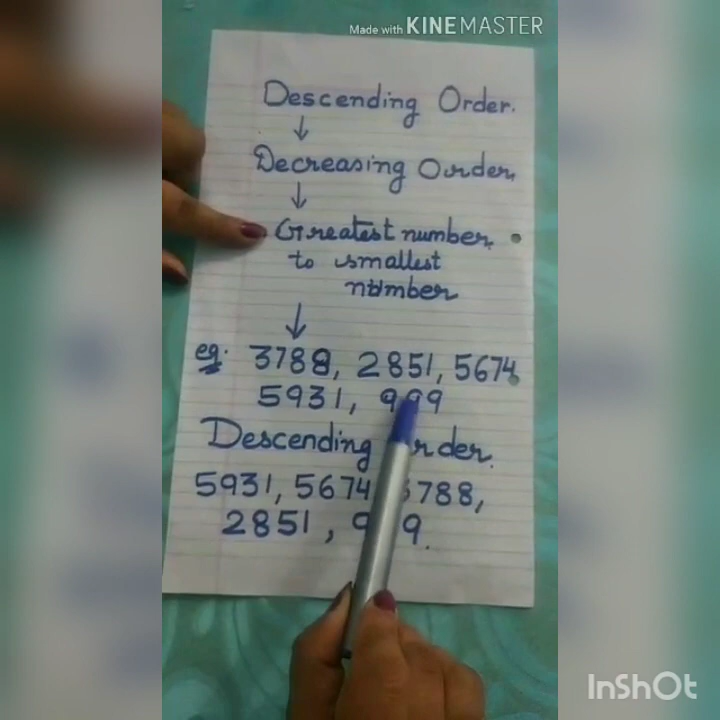 Made with KINEMASTER
Descending Order.
↓
Decreasing Order,
↓
Greatest number,
to smallest
number
↓
eg. 3788, 2851, 5674
5931, 999
Descending
5931, 5674
2851,
InShOt